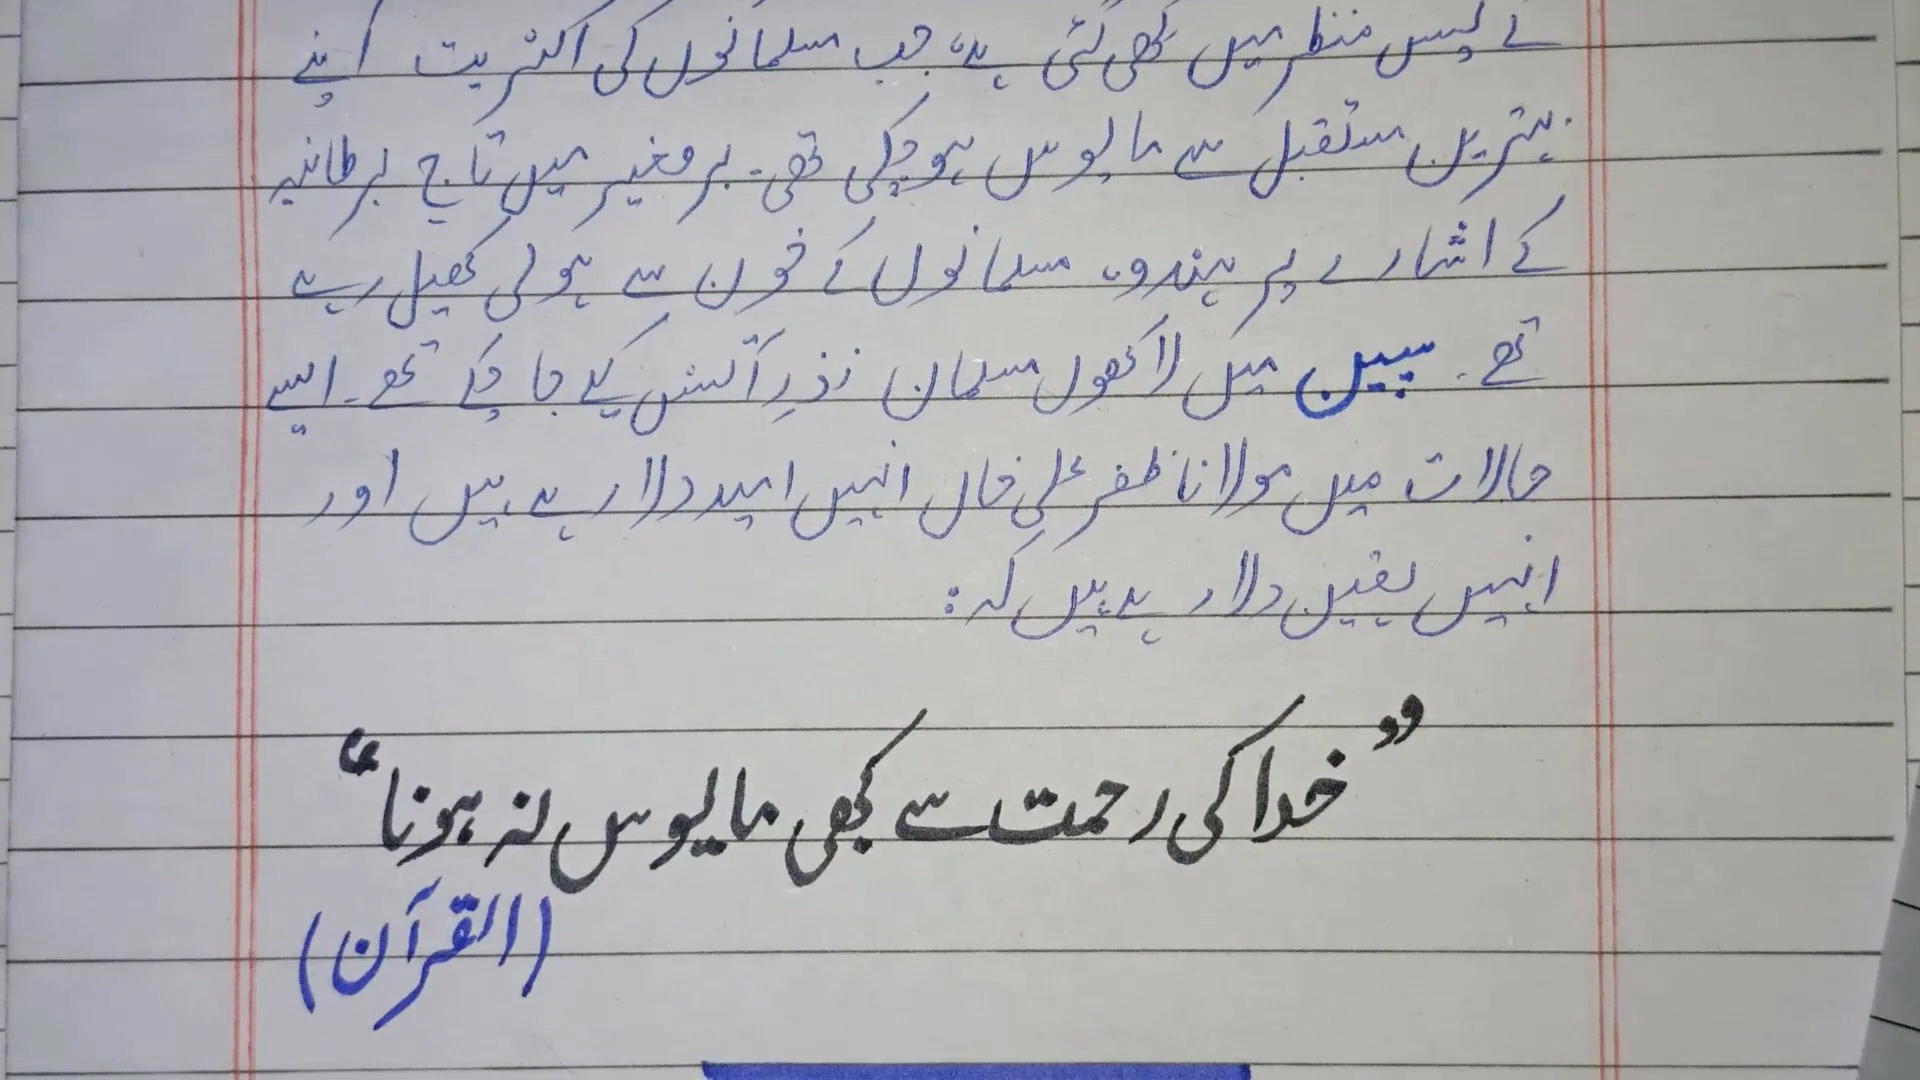 کے پس منظر میں لکھی گئی ہے، جب مسلمانوں کی اکثریت اپنے
بہترین مستقبل سے مایوس ہو چکی تھی۔ برصغیر میں تاج برطانیہ
کے اشارے پر ہندو، مسلمانوں کے خون سے ہولی کھیل رہے
تھے۔ سپین میں لاکھوں مسلمان نذرِ آتش کیے جا چکے تھے۔ ایسے
حالات میں مولانا ظفر علی خاں انہیں امید دلا رہے ہیں اور
انہیں یقین دلا رہے ہیں کہ:
"خدا کی رحمت سے کبھی مایوس نہ ہونا"
(القرآن)